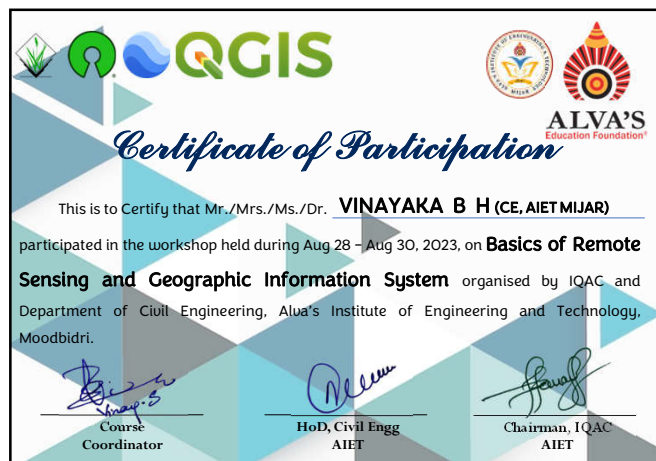 QGIS
ALVA'S
Education Foundation®
Certificate of Participation
This is to Certify that Mr./Mrs./Ms./Dr. VINAYAKA B H (CE, AIET MIJAR)
participated in the workshop held during Aug 28 – Aug 30, 2023, on Basics of Remote
Sensing and Geographic Information System organised by IQAC and
Department of Civil Engineering, Alva's Institute of Engineering and Technology,
Moodbidri.
Vinay.S
Course
Coordinator
HoD, Civil Engg
AIET
Chairman, IQAC
AIET